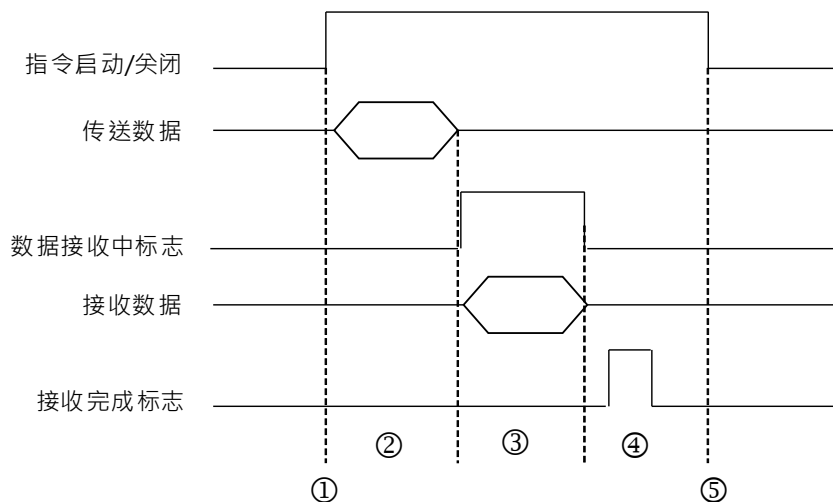 指令启动/关闭
传送数据
数据接收中标志
接收数据
接收完成标志
② ③ ④
① ⑤